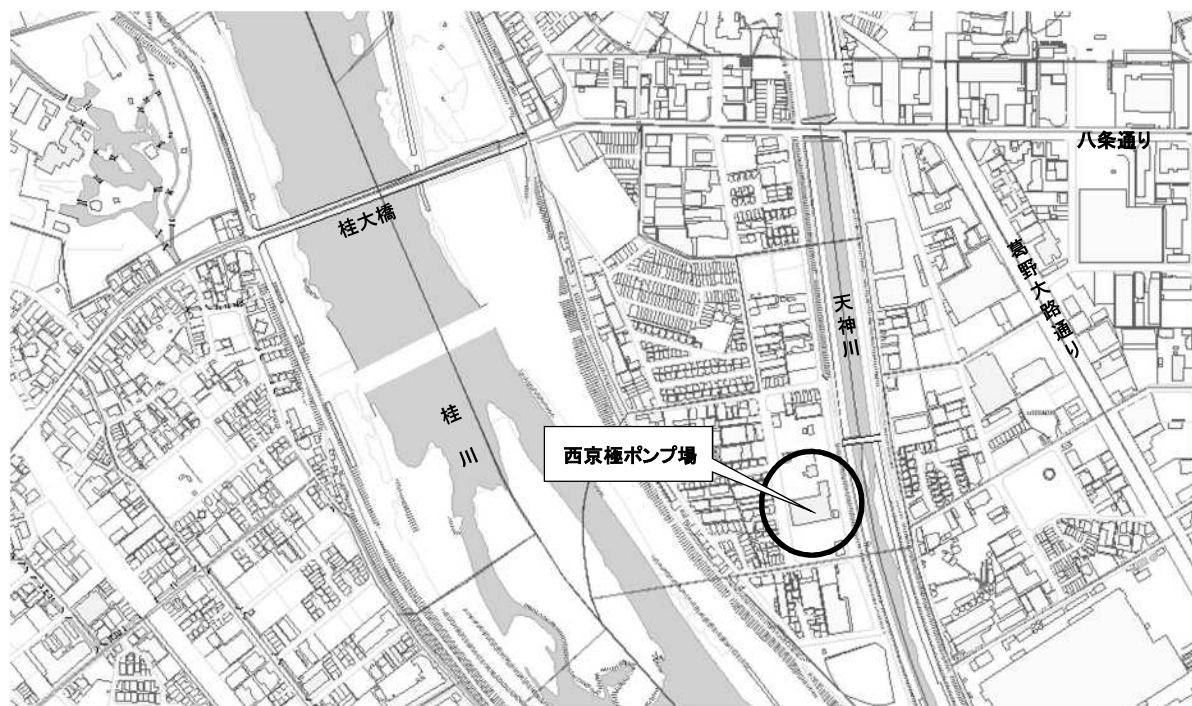 八条通り
桂大橋
葛野大路通り
天神川
桂川
西京極ポンプ場